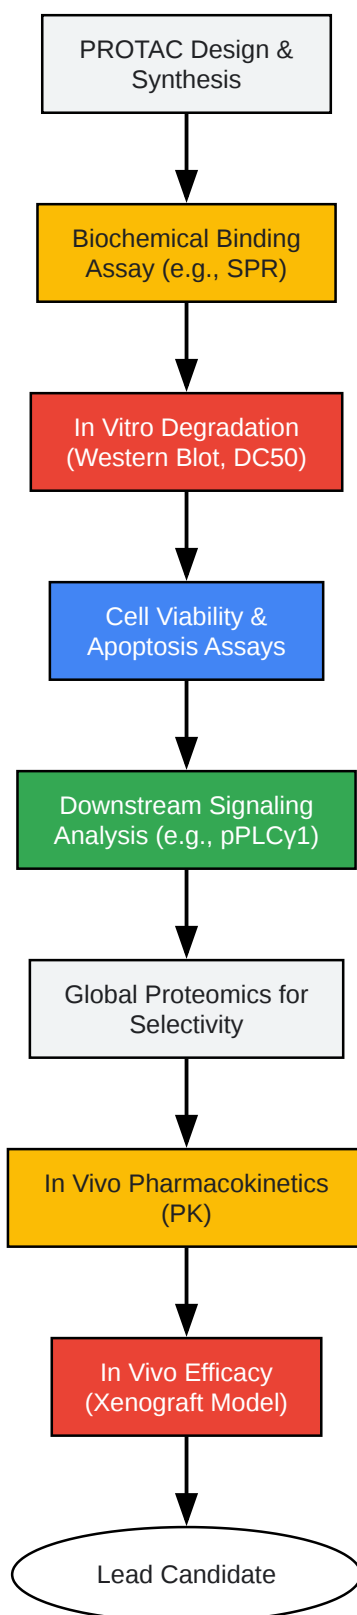 PROTAC Design &
Synthesis
Biochemical Binding
Assay (e.g., SPR)
In Vitro Degradation
(Western Blot, DC50)
Cell Viability &
Apoptosis Assays
Downstream Signaling
Analysis (e.g., pPLCγ1)
Global Proteomics for
Selectivity
In Vivo Pharmacokinetics
(PK)
In Vivo Efficacy
(Xenograft Model)
Lead Candidate